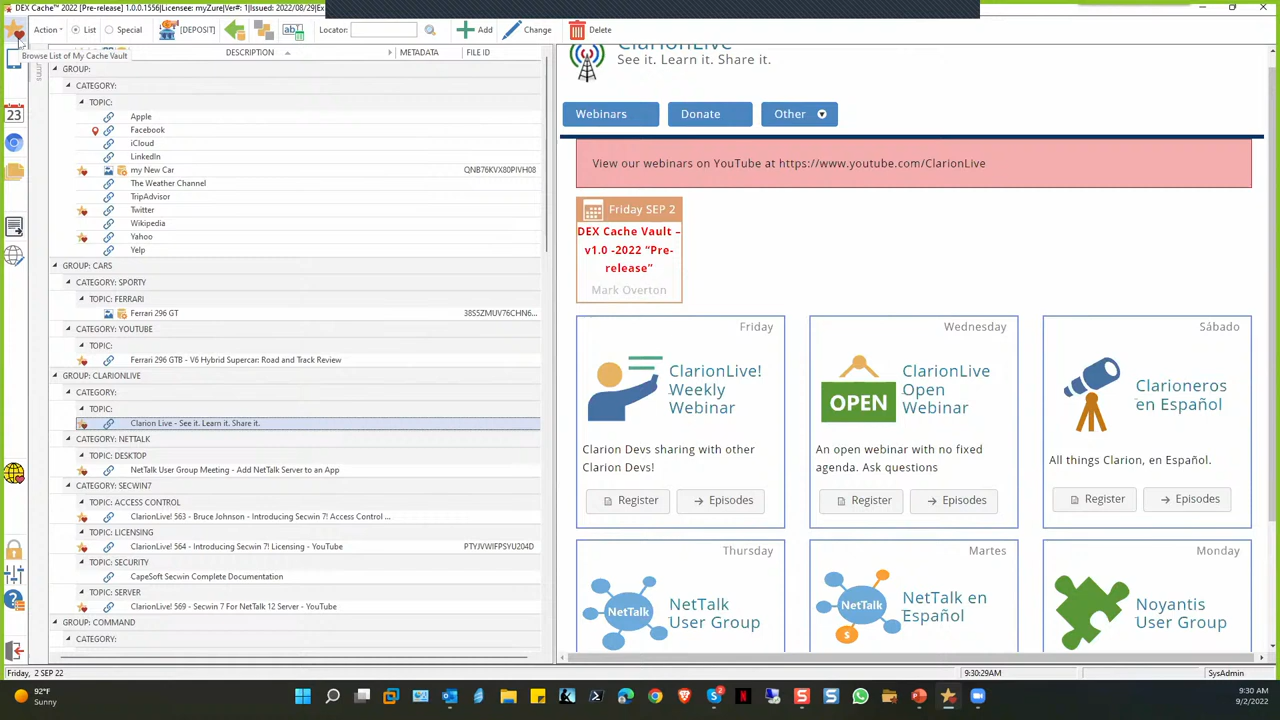 DEX Cache™ 2022 [Pre-release] 1.0.0.1556|Licensee: myZure|Ver#: 1|Issued: 2022/08/29|Ex
Action List Special [DEPOSIT] Locator: Add Change Delete
Browse List of My Cache Vault
DESCRIPTION METADATA FILE ID
GROUP:
CATEGORY:
TOPIC:
Apple
Facebook
iCloud
LinkedIn
my New Car QNB76KVX80PIVH08
The Weather Channel
TripAdvisor
Twitter
Wikipedia
Yahoo
Yelp
GROUP: CARS
CATEGORY: SPORTY
TOPIC: FERRARI
Ferrari 296 GT 38S5ZMUV76CHN6...
CATEGORY: YOUTUBE
TOPIC:
Ferrari 296 GTB - V6 Hybrid Supercar: Road and Track Review
GROUP: CLARIONLIVE
CATEGORY:
TOPIC:
Clarion Live - See it. Learn it. Share it.
CATEGORY: NETTALK
TOPIC: DESKTOP
NetTalk User Group Meeting - Add NetTalk Server to an App
CATEGORY: SECWIN7
TOPIC: ACCESS CONTROL
ClarionLive! 563 - Bruce Johnson - Introducing Secwin 7! Access Control ...
TOPIC: LICENSING
ClarionLive! 564 - Introducing Secwin 7! Licensing - YouTube PTYJVWIFPSYU204D
TOPIC: SECURITY
CapeSoft Secwin Complete Documentation
TOPIC: SERVER
ClarionLive! 569 - Secwin 7 For NetTalk 12 Server - YouTube
GROUP: COMMAND
CATEGORY:
23
ClarionLive
See it. Learn it. Share it.
Webinars Donate Other
View our webinars on YouTube at https://www.youtube.com/ClarionLive
Friday SEP 2
DEX Cache Vault –
v1.0 -2022 “Pre-
release”
Mark Overton
Friday
ClarionLive!
Weekly
Webinar
Clarion Devs sharing with other
Clarion Devs!
Register Episodes
Wednesday
OPEN
ClarionLive
Open
Webinar
An open webinar with no fixed
agenda. Ask questions
Register Episodes
Sábado
Clarioneros
en Español
All things Clarion, en Español.
Register Episodes
Thursday
NetTalk
NetTalk
User Group
Martes
NetTalk
$
NetTalk en
Español
Monday
Noyantis
User Group
Friday, 2 SEP 22 9:30:29AM SysAdmin
92°F
Sunny
9:30 AM
9/2/2022